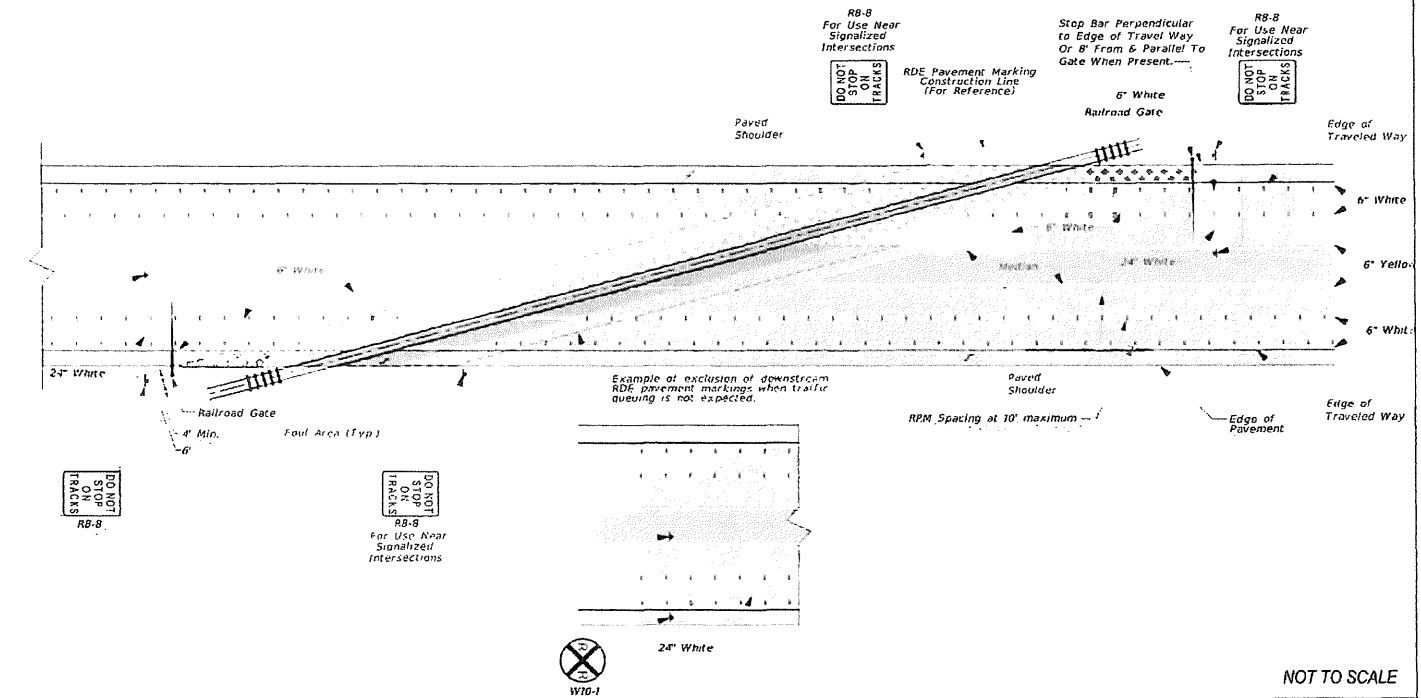 R8-8
For Use Near
Signalized
Intersections
DO NOT
STOP
ON
TRACKS
RDE Pavement Marking
Construction Line
(For Reference)
Stop Bar Perpendicular
to Edge of Travel Way
Or 8' From & Parallel To
Gate When Present.
6" White
Railroad Gate
R8-8
For Use Near
Signalized
Intersections
DO NOT
STOP
ON
TRACKS
Paved
Shoulder
Edge of
Traveled Way
6" White
6" White
6" White
Median
24" White
6" Yello
6" Whit
24" White
Railroad Gate
4' Min.
6'
Foul Area (Typ.)
Example of exclusion of downstream
RDE pavement markings when traffic
queuing is not expected.
Paved
Shoulder
RPM Spacing at 10' maximum
Edge of
Pavement
Edge of
Traveled Way
DO NOT
STOP
ON
TRACKS
R8-8
DO NOT
STOP
ON
TRACKS
R8-8
For Use Near
Signalized
Intersections
24" White
R R
W10-1
NOT TO SCALE